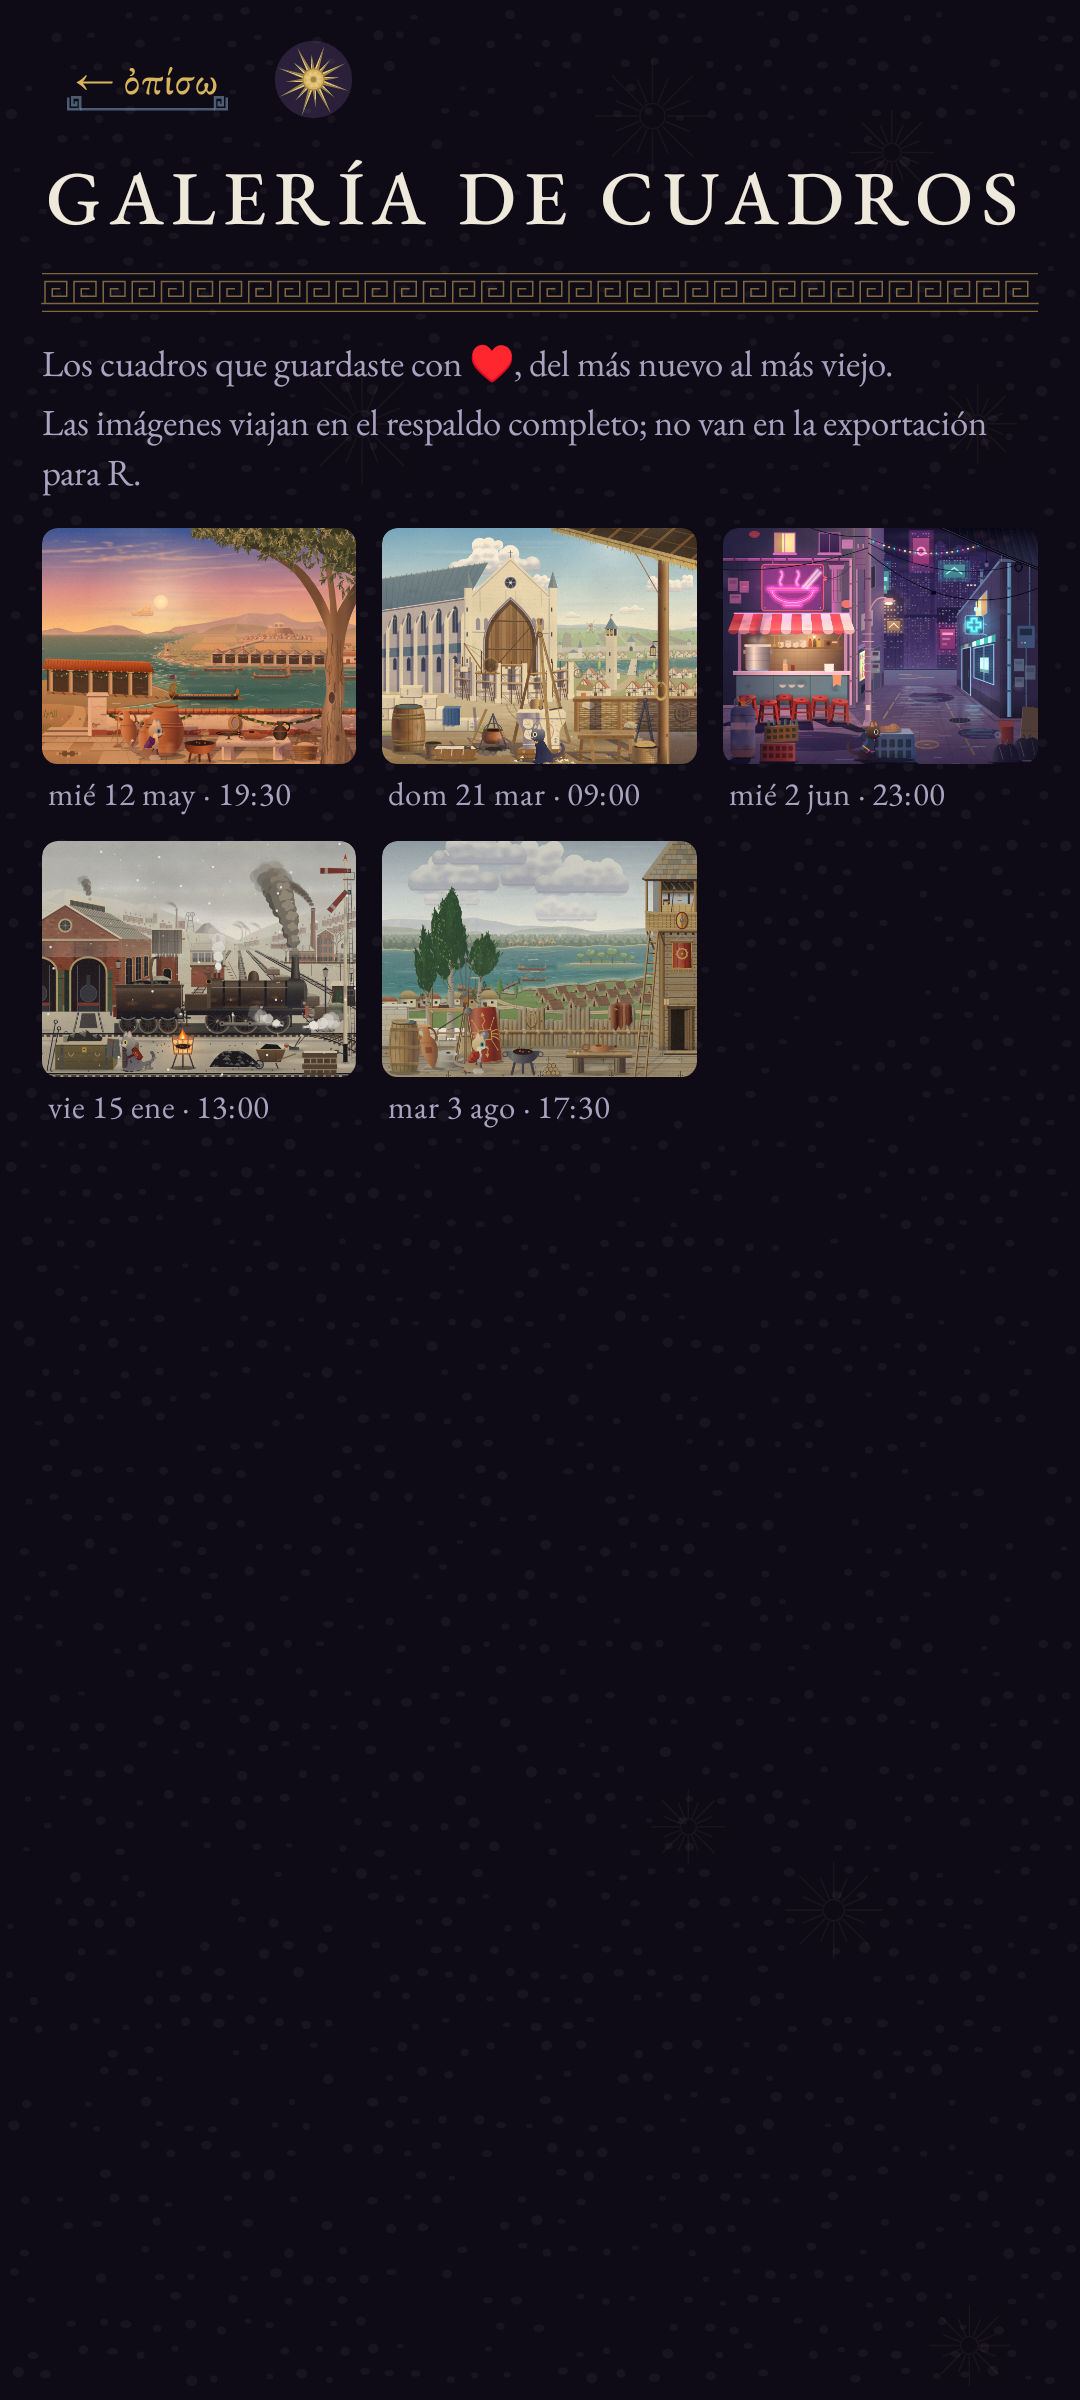 ← ὀπίσω
GALERÍA DE CUADROS
Los cuadros que guardaste con ❤️, del más nuevo al más viejo.
Las imágenes viajan en el respaldo completo; no van en la exportación
para R.
mié 12 may · 19:30
dom 21 mar · 09:00
mié 2 jun · 23:00
vie 15 ene · 13:00
mar 3 ago · 17:30